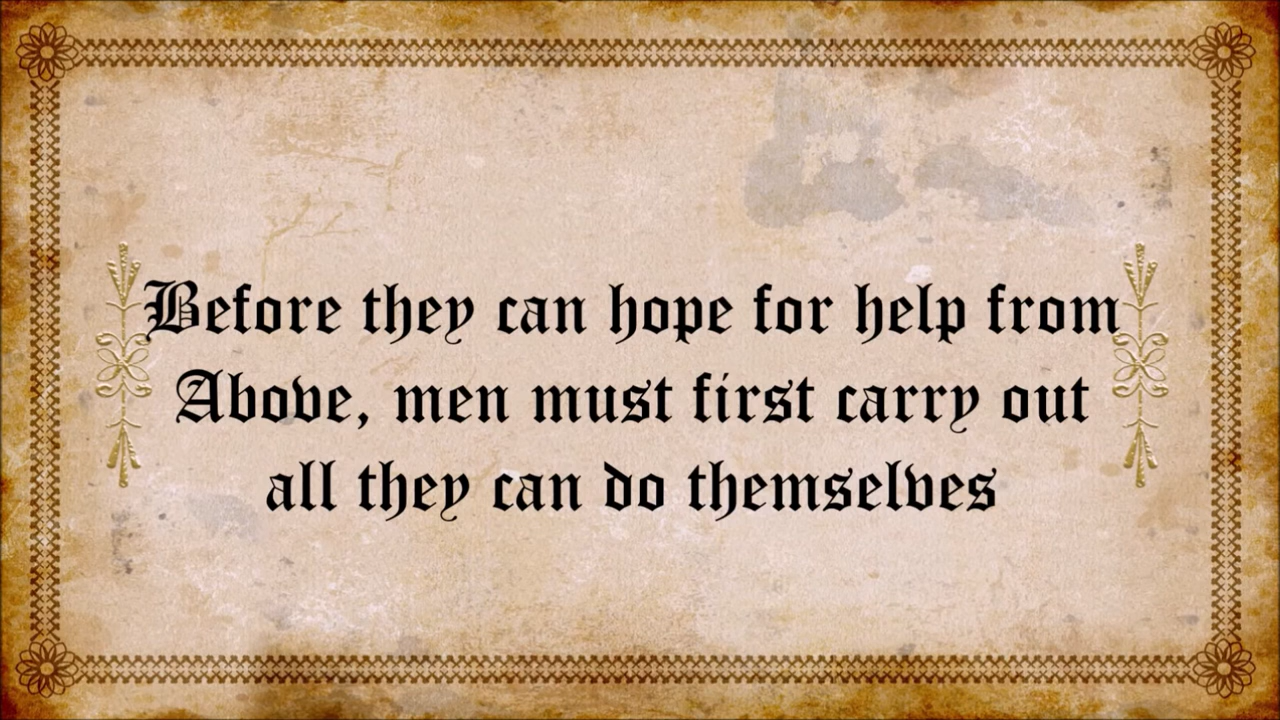 Before they can hope for help from
Above, men must first carry out
all they can do themselves